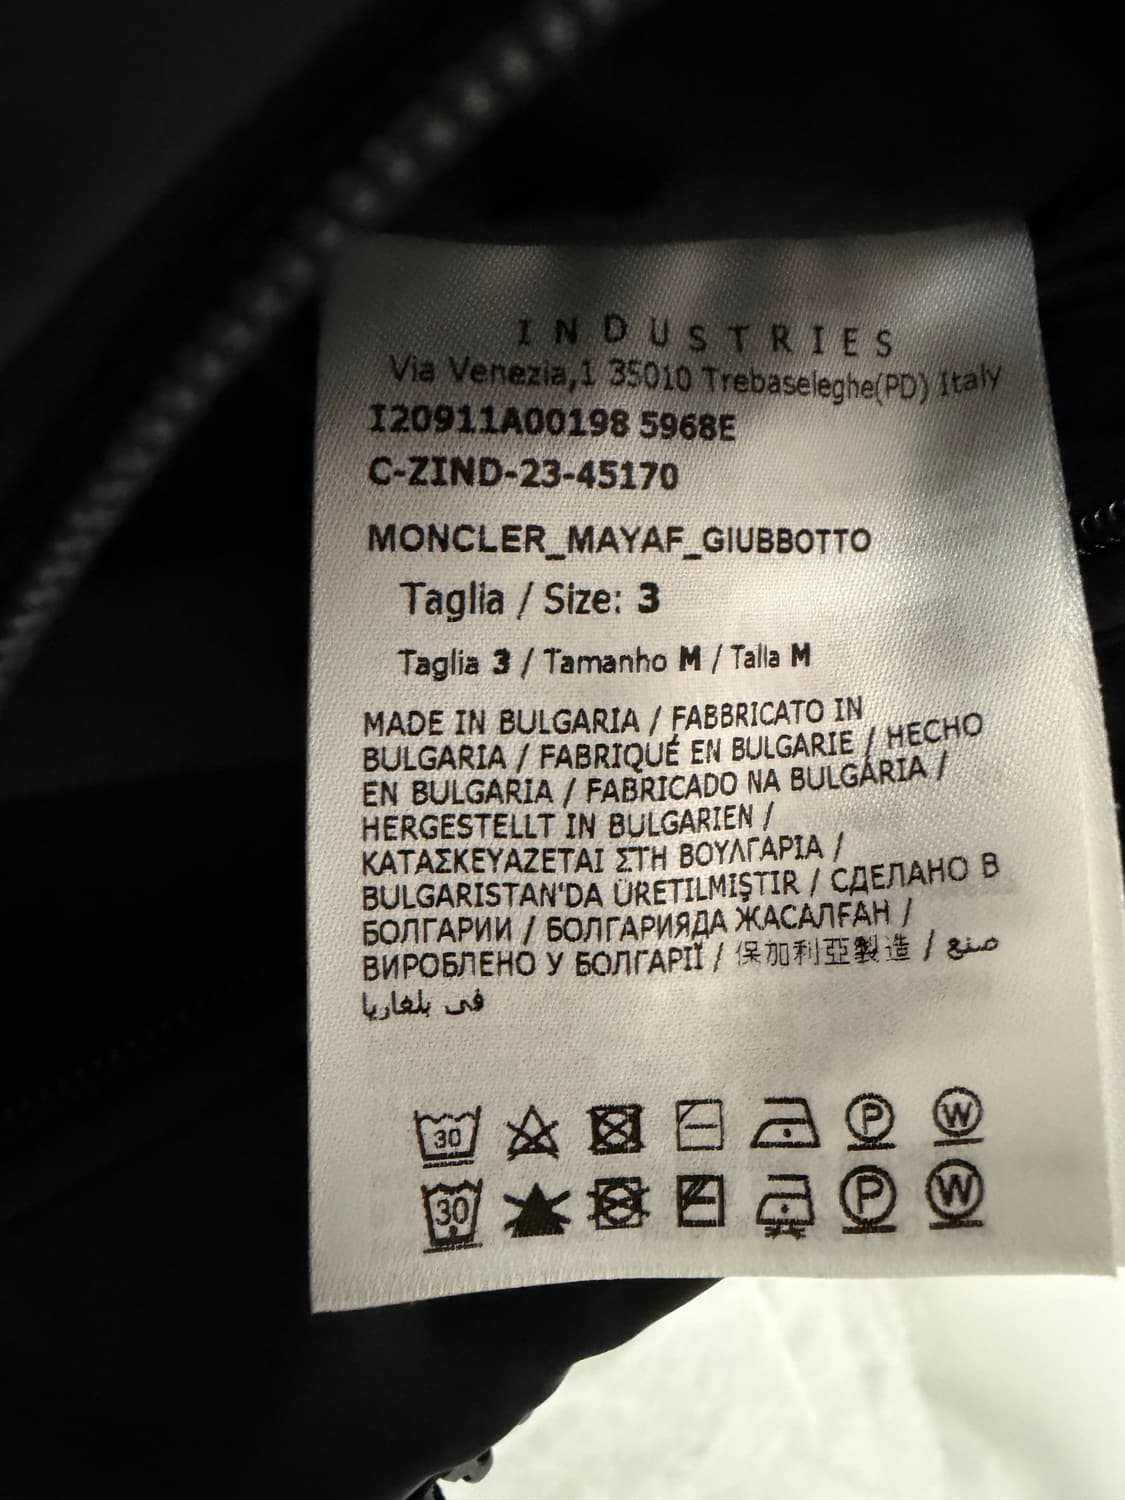 INDUSTRIES
Via Venezia,1 35010 Trebaseleghe(PD) Italy
I20911A00198 5968E
C-ZIND-23-45170
MONCLER_MAYAF_GIUBBOTTO
Taglia / Size: 3
Taglia 3 / Tamanho M / Talla M
MADE IN BULGARIA / FABBRICATO IN
BULGARIA / FABRIQUÉ EN BULGARIE / HECHO
EN BULGARIA / FABRICADO NA BULGÁRIA /
HERGESTELLT IN BULGARIEN /
ΚΑΤΑΣΚΕΥΑΖΕΤΑΙ ΣΤΗ ΒΟΥΛΓΑΡΙΑ /
BULGARISTAN'DA ÜRETILMIŞTIR / СДЕЛАНО В
БОЛГАРИИ / БОЛГАРИЯДА ЖАСАЛҒАН /
ВИРОБЛЕНО У БОЛГАРІЇ / 保加利亞製造 / صنع
في بلغاريا
30 P W
30 P W